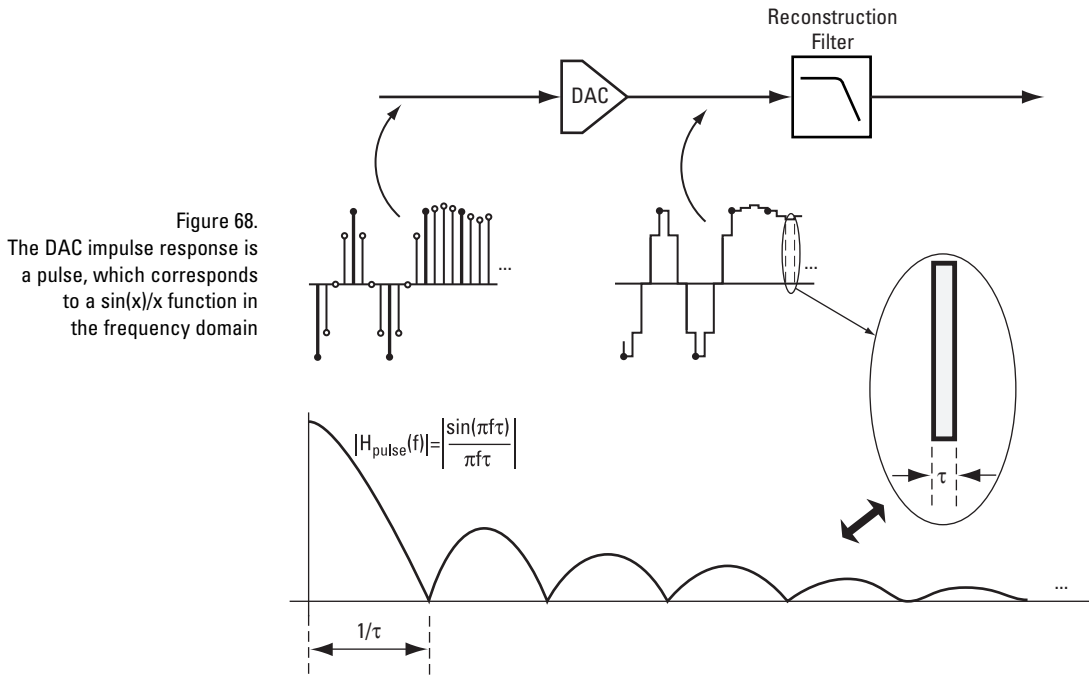 Reconstruction
Filter
DAC
Figure 68.
The DAC impulse response is
a pulse, which corresponds
to a sin(x)/x function in
the frequency domain
...
...
|H_pulse(f)|=|sin(πfτ)/πfτ|
τ
...
1/τ